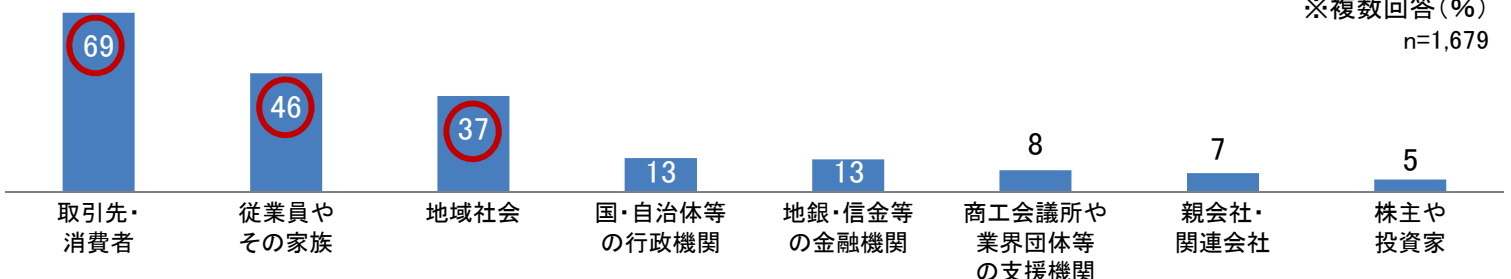 ※複数回答(%)
n=1,679
69
46
37
13
13
8
7
5
取引先・
消費者
従業員や
その家族
地域社会
国・自治体等
の行政機関
地銀・信金等
の金融機関
商工会議所や
業界団体等
の支援機関
親会社・
関連会社
株主や
投資家